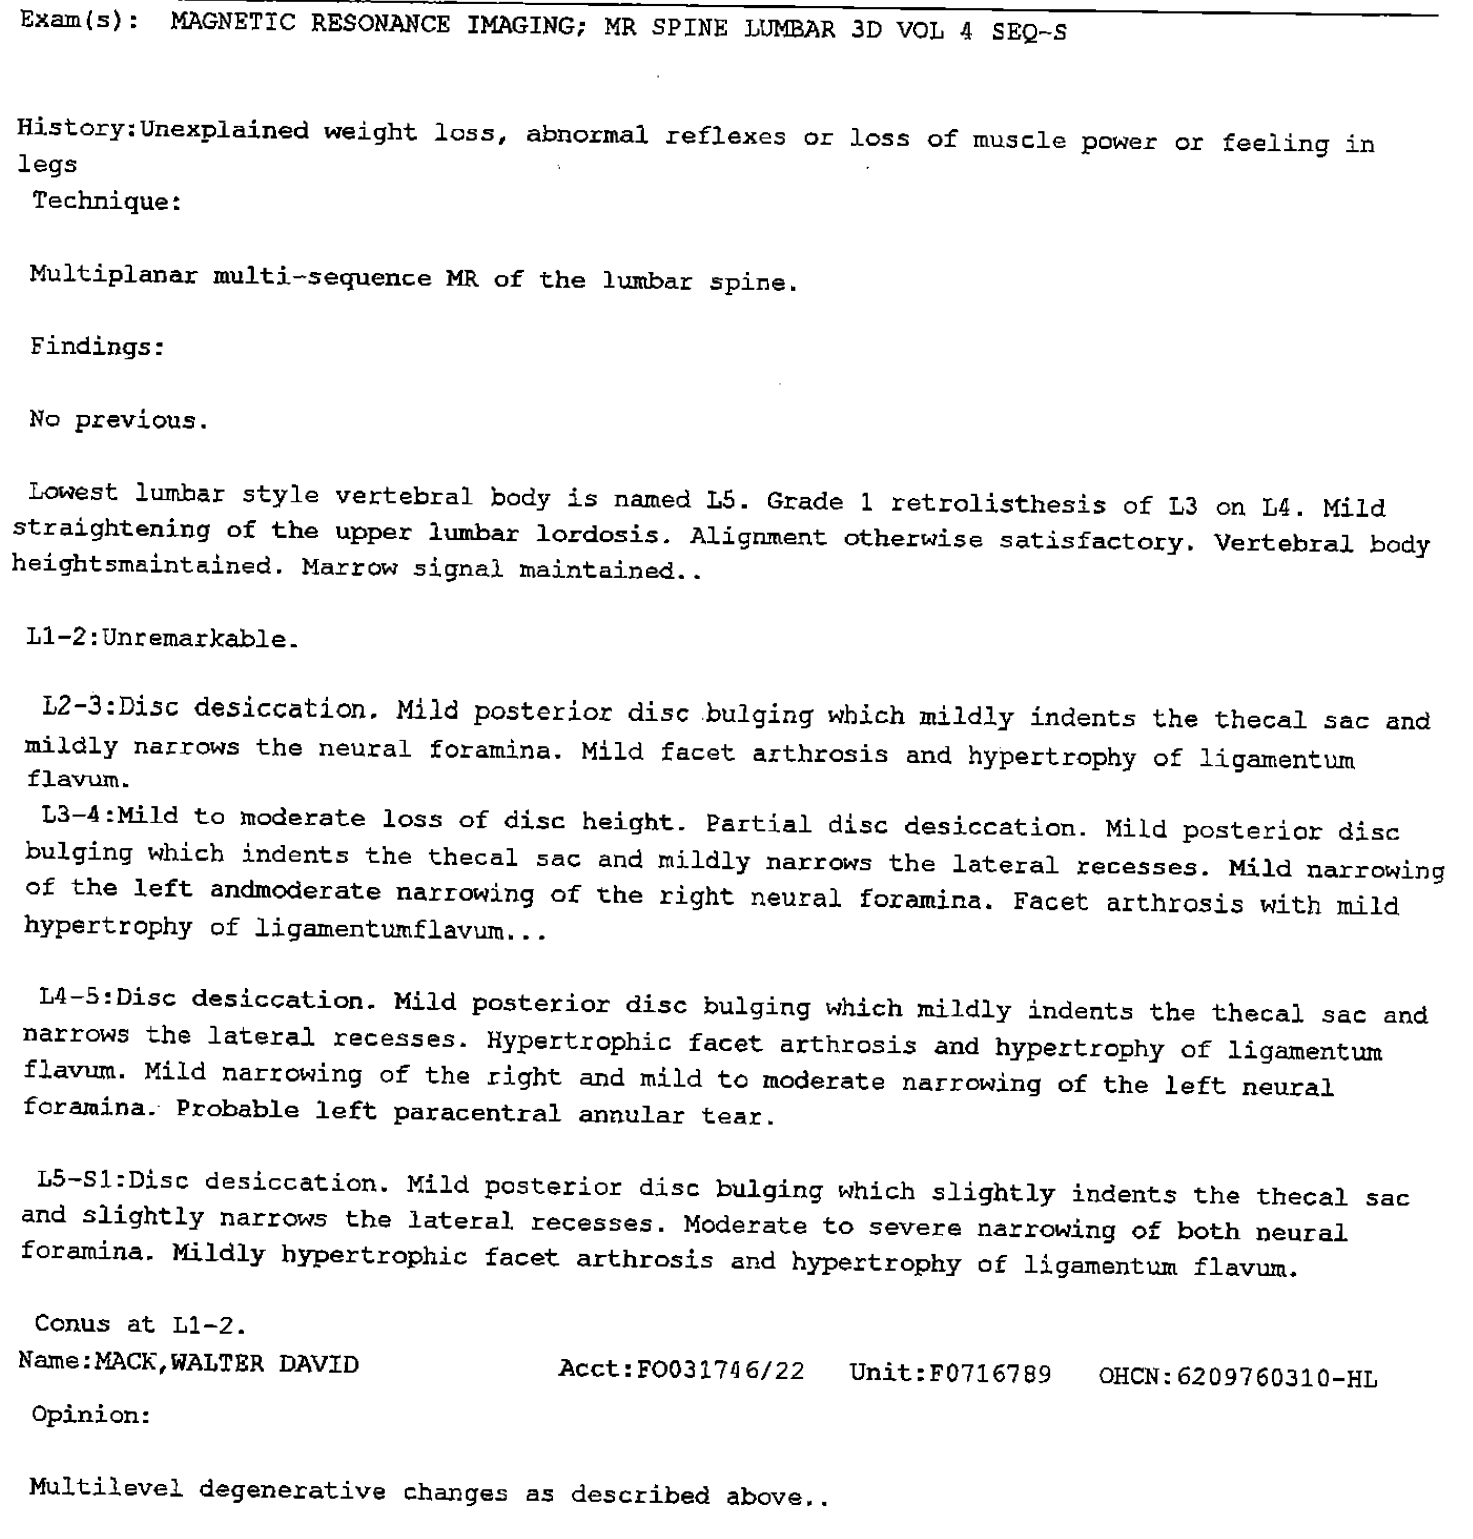 Exam(s):  MAGNETIC RESONANCE IMAGING; MR SPINE LUMBAR 3D VOL 4 SEQ-S
History:Unexplained weight loss, abnormal reflexes or loss of muscle power or feeling in
legs
Technique:
Multiplanar multi-sequence MR of the lumbar spine.
Findings:
No previous.
Lowest lumbar style vertebral body is named L5. Grade 1 retrolisthesis of L3 on L4. Mild
straightening of the upper lumbar lordosis. Alignment otherwise satisfactory. Vertebral body
heightsmaintained. Marrow signal maintained..
L1-2:Unremarkable.
L2-3:Disc desiccation. Mild posterior disc bulging which mildly indents the thecal sac and
mildly narrows the neural foramina. Mild facet arthrosis and hypertrophy of ligamentum
flavum.
L3-4:Mild to moderate loss of disc height. Partial disc desiccation. Mild posterior disc
bulging which indents the thecal sac and mildly narrows the lateral recesses. Mild narrowing
of the left andmoderate narrowing of the right neural foramina. Facet arthrosis with mild
hypertrophy of ligamentumflavum...
L4-5:Disc desiccation. Mild posterior disc bulging which mildly indents the thecal sac and
narrows the lateral recesses. Hypertrophic facet arthrosis and hypertrophy of ligamentum
flavum. Mild narrowing of the right and mild to moderate narrowing of the left neural
foramina. Probable left paracentral annular tear.
L5-S1:Disc desiccation. Mild posterior disc bulging which slightly indents the thecal sac
and slightly narrows the lateral recesses. Moderate to severe narrowing of both neural
foramina. Mildly hypertrophic facet arthrosis and hypertrophy of ligamentum flavum.
Conus at L1-2.
Name:MACK,WALTER DAVID  Acct:FO031746/22  Unit:F0716789  OHCN:6209760310-HL
Opinion:
Multilevel degenerative changes as described above..